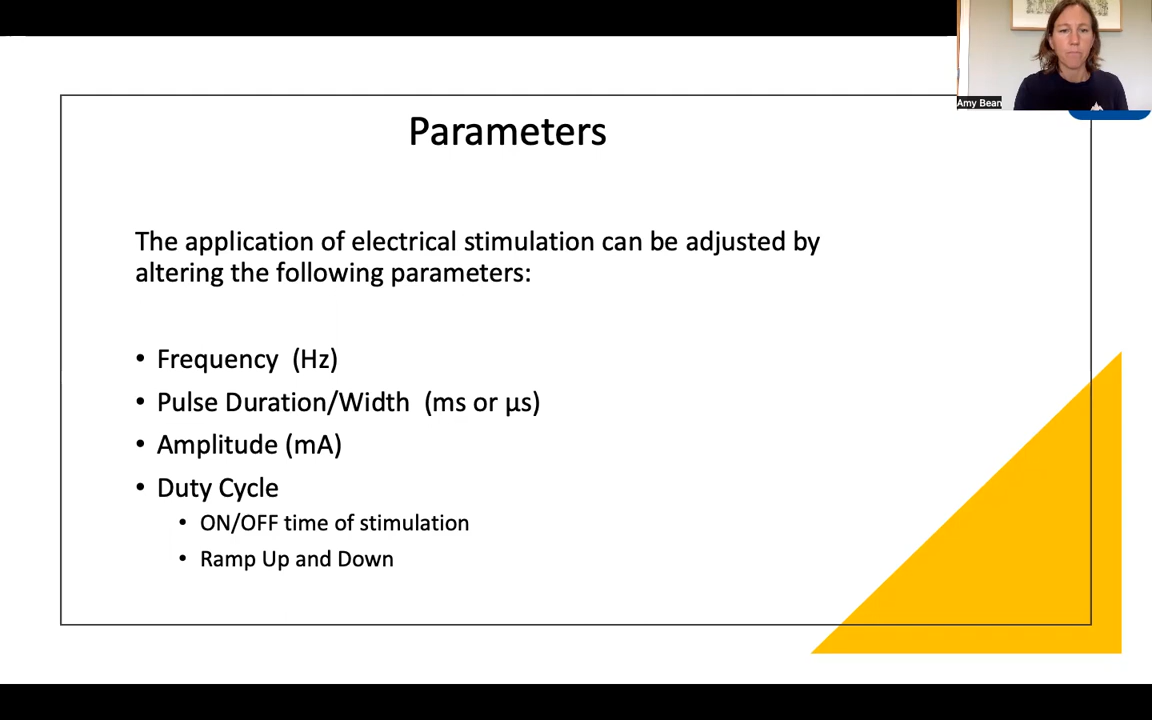 Amy Bean
Parameters
The application of electrical stimulation can be adjusted by
altering the following parameters:
• Frequency (Hz)
• Pulse Duration/Width (ms or µs)
• Amplitude (mA)
• Duty Cycle
• ON/OFF time of stimulation
• Ramp Up and Down